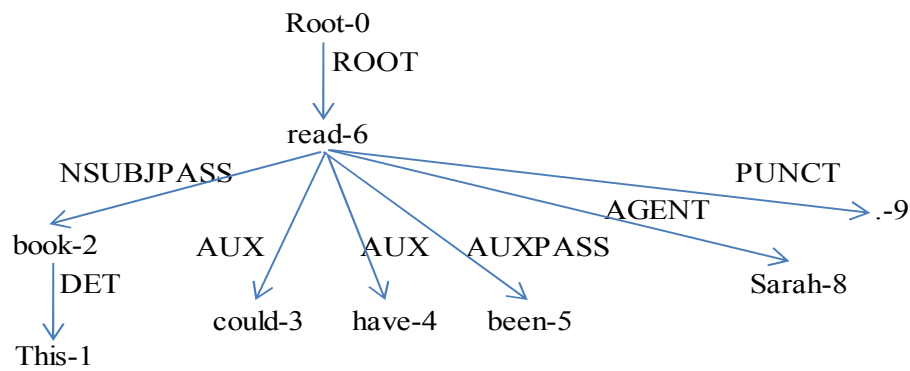 Root-0
ROOT
read-6
NSUBJPASS PUNCT
AGENT .-9
book-2 AUX AUX AUXPASS
DET Sarah-8
could-3 have-4 been-5
This-1